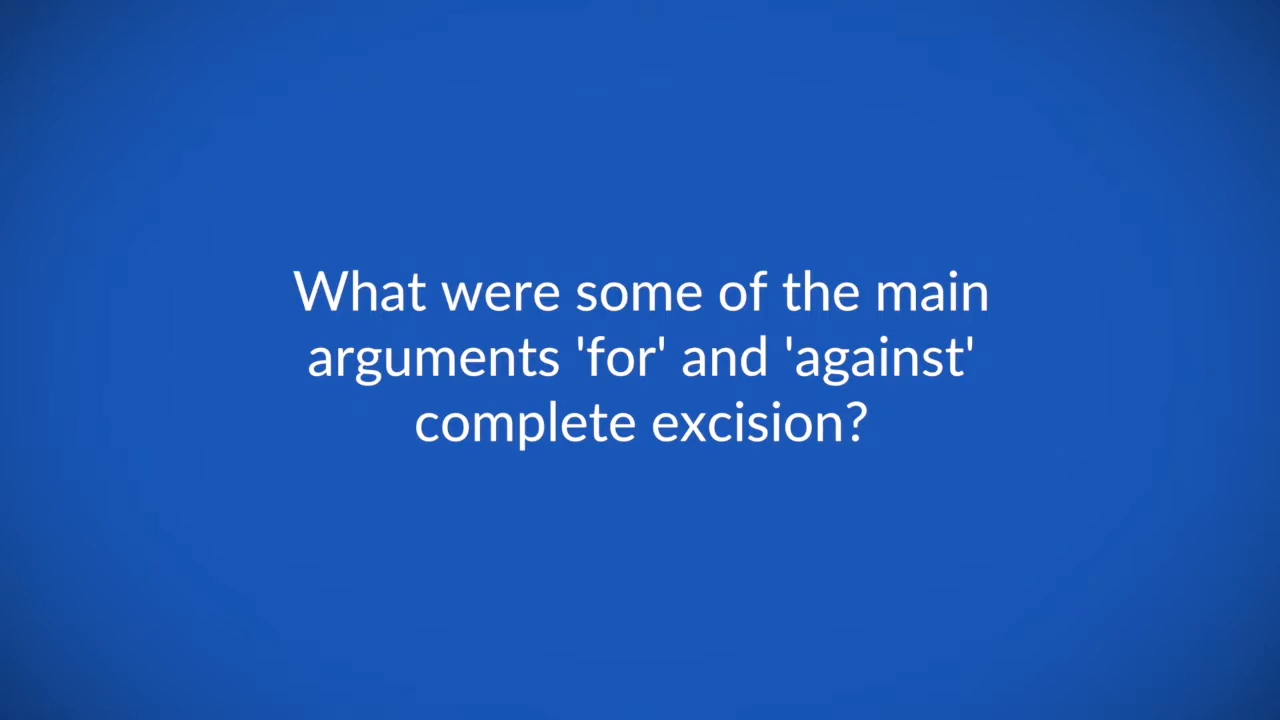 What were some of the main
arguments 'for' and 'against'
complete excision?